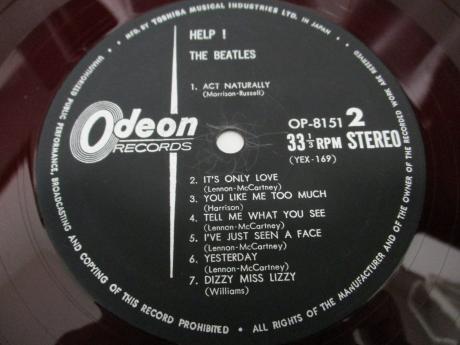 MANUFACTURED BY TOSHIBA MUSICAL INDUSTRIES LTD. IN JAPAN
HELP !
THE BEATLES
1. ACT NATURALLY
(Morrison-Russell)
Odeon
RECORDS
OP-8151 2
33 1/3 RPM STEREO
(YEX-169)
2. IT'S ONLY LOVE
(Lennon-McCartney)
3. YOU LIKE ME TOO MUCH
(Harrison)
4. TELL ME WHAT YOU SEE
(Lennon-McCartney)
5. I'VE JUST SEEN A FACE
(Lennon-McCartney)
6. YESTERDAY
(Lennon-McCartney)
7. DIZZY MISS LIZZY
(Williams)
UNAUTHORIZED PUBLIC PERFORMANCE, BROADCASTING AND COPYING OF THIS RECORD PROHIBITED • ALL RIGHTS OF THE MANUFACTURER AND OF THE OWNER OF THE RECORDED WORK ARE RESERVED